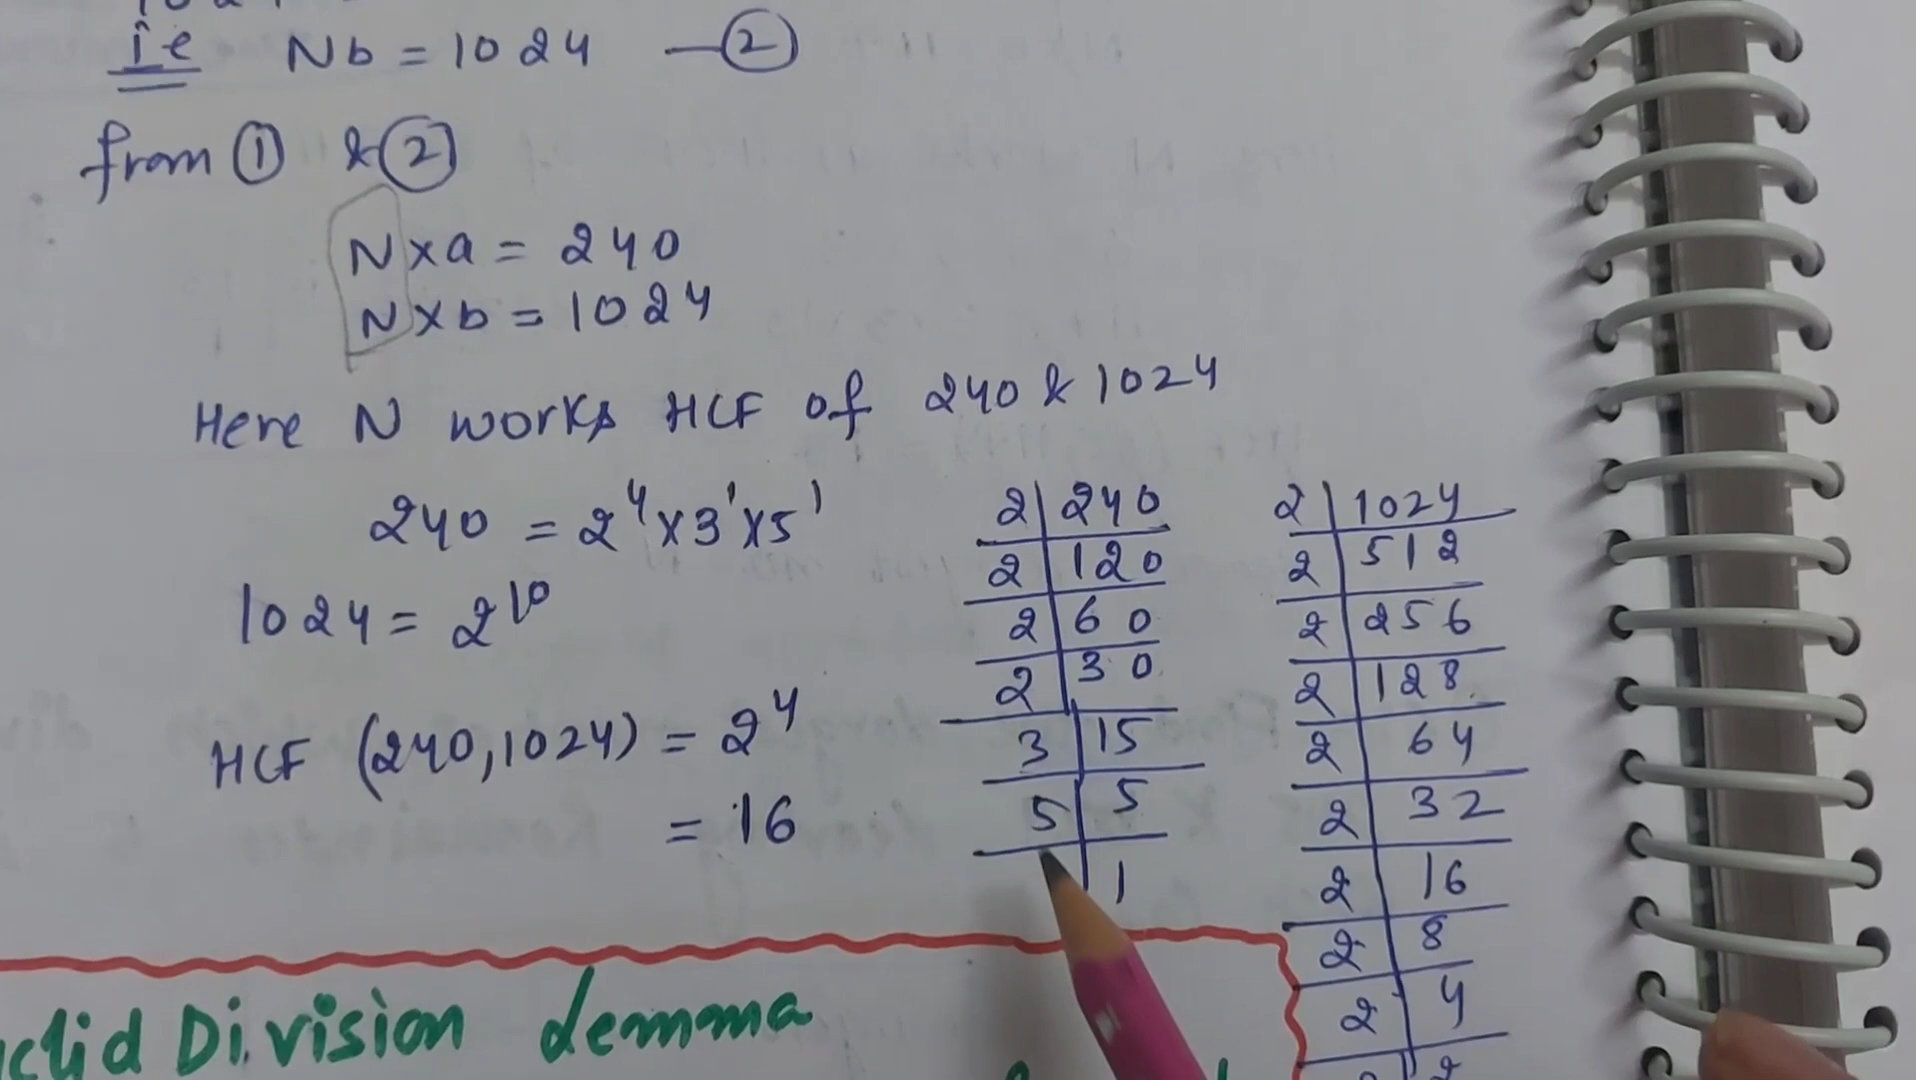 i.e Nb = 1024 — ②
from ① & ②
N x a = 240
N x b = 1024
Here N works HCF of 240 & 1024
240 = 2⁴ x 3¹ x 5¹
1024 = 2¹⁰
HCF (240, 1024) = 2⁴
= 16
2 | 240
2 | 120
2 | 60
2 | 30
3 | 15
5 | 5
| 1
2 | 1024
2 | 512
2 | 256
2 | 128
2 | 64
2 | 32
2 | 16
2 | 8
2 | 4
Division Lemma